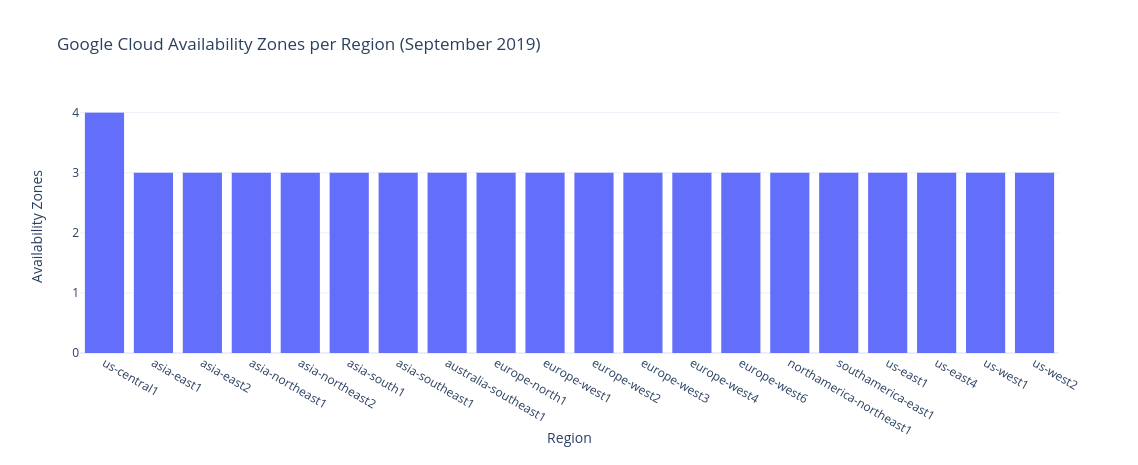 Google Cloud Availability Zones per Region (September 2019)
Availability Zones
4
3
2
1
0
us-central1
asia-east1
asia-east2
asia-northeast1
asia-northeast2
asia-south1
asia-southeast1
australia-southeast1
europe-north1
europe-west1
europe-west2
europe-west3
europe-west4
europe-west6
northamerica-northeast1
southamerica-east1
us-east1
us-east4
us-west1
us-west2
Region